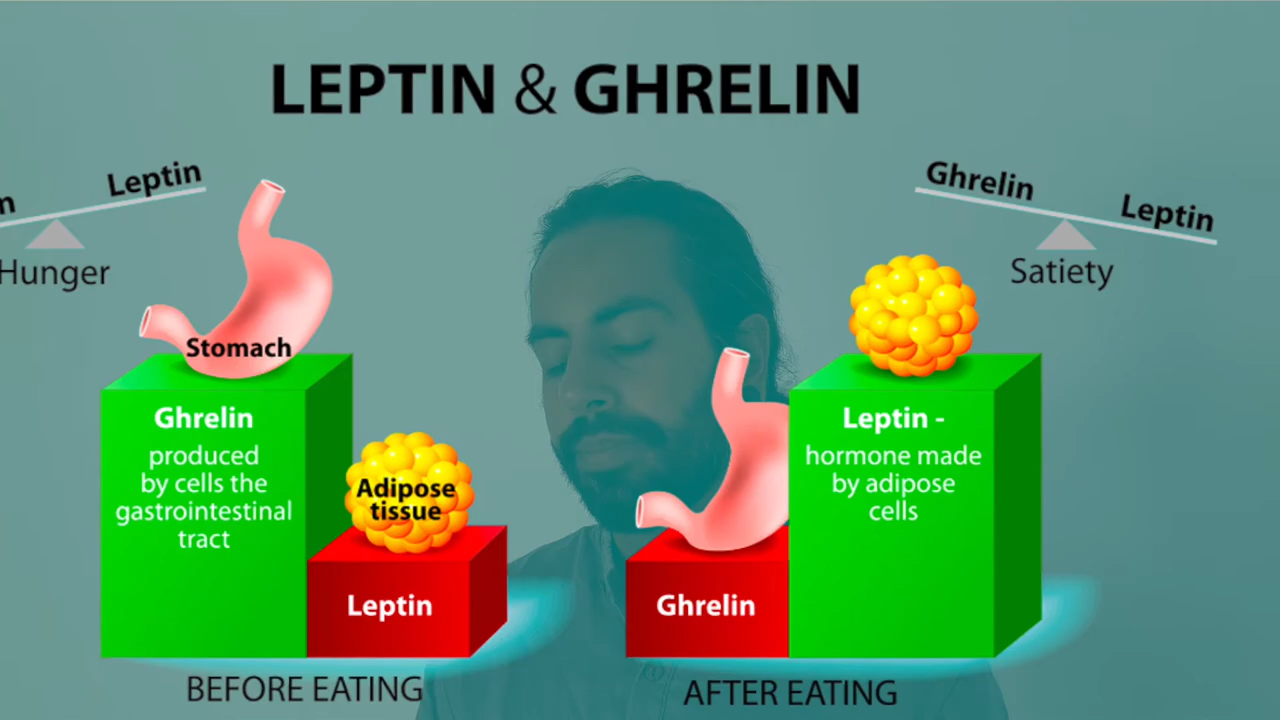 LEPTIN & GHRELIN
Leptin
Hunger
Ghrelin
Leptin
Satiety
Stomach
Ghrelin
produced
by cells the
gastrointestinal
tract
Adipose
tissue
Leptin
BEFORE EATING
Leptin -
hormone made
by adipose
cells
Ghrelin
AFTER EATING